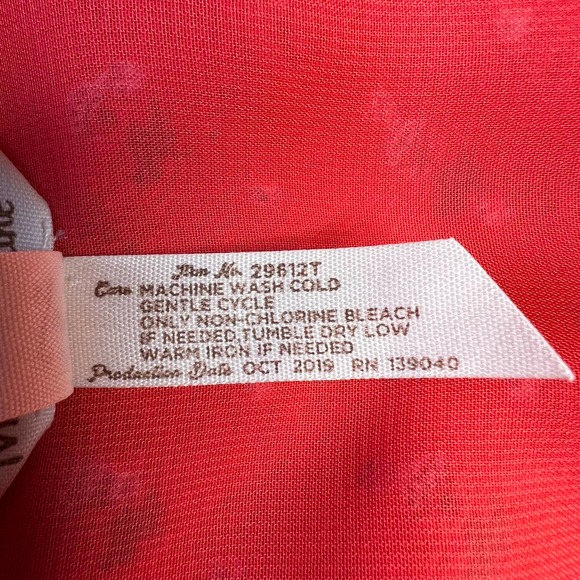 Item No. 29612T
Care MACHINE WASH COLD
GENTLE CYCLE
ONLY NON-CHLORINE BLEACH
IF NEEDED,TUMBLE DRY LOW
WARM IRON IF NEEDED
Production Date OCT 2019 RN 139040